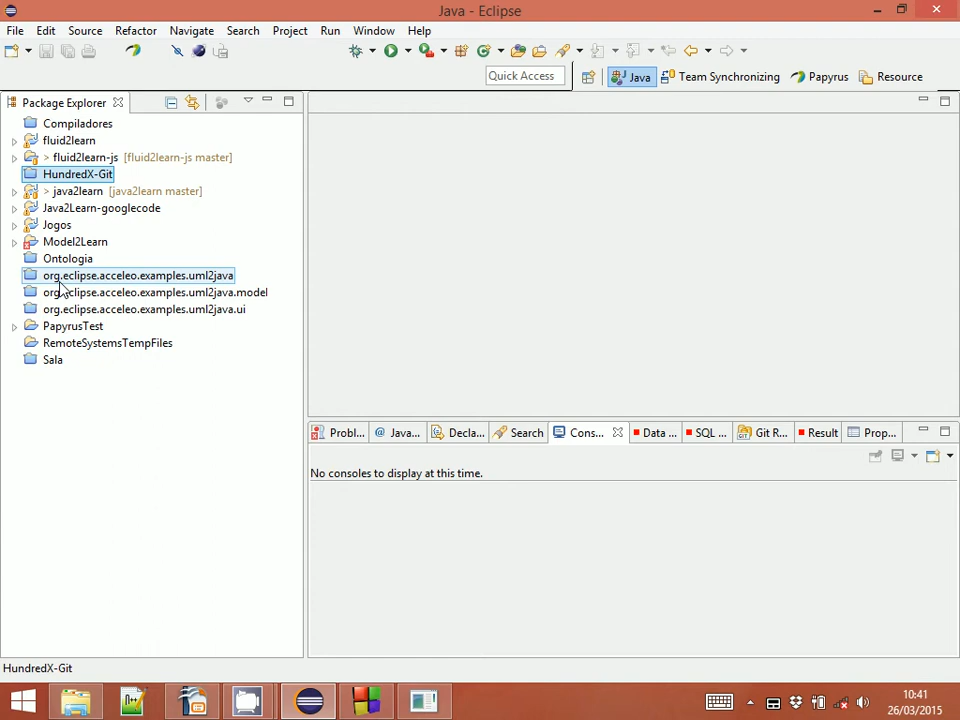 Java - Eclipse
File Edit Source Refactor Navigate Search Project Run Window Help
Quick Access
Java
Team Synchronizing
Papyrus
Resource
Package Explorer
Compiladores
fluid2learn
> fluid2learn-js [fluid2learn-js master]
HundredX-Git
> java2learn [java2learn master]
Java2Learn-googlecode
Jogos
Model2Learn
Ontologia
org.eclipse.acceleo.examples.uml2java
org.eclipse.acceleo.examples.uml2java.model
org.eclipse.acceleo.examples.uml2java.ui
PapyrusTest
RemoteSystemsTempFiles
Sala
Probl... @ Java... Decla... Search Cons... Data ... SQL ... Git R... Result Prop...
No consoles to display at this time.
HundredX-Git
10:41
26/03/2015